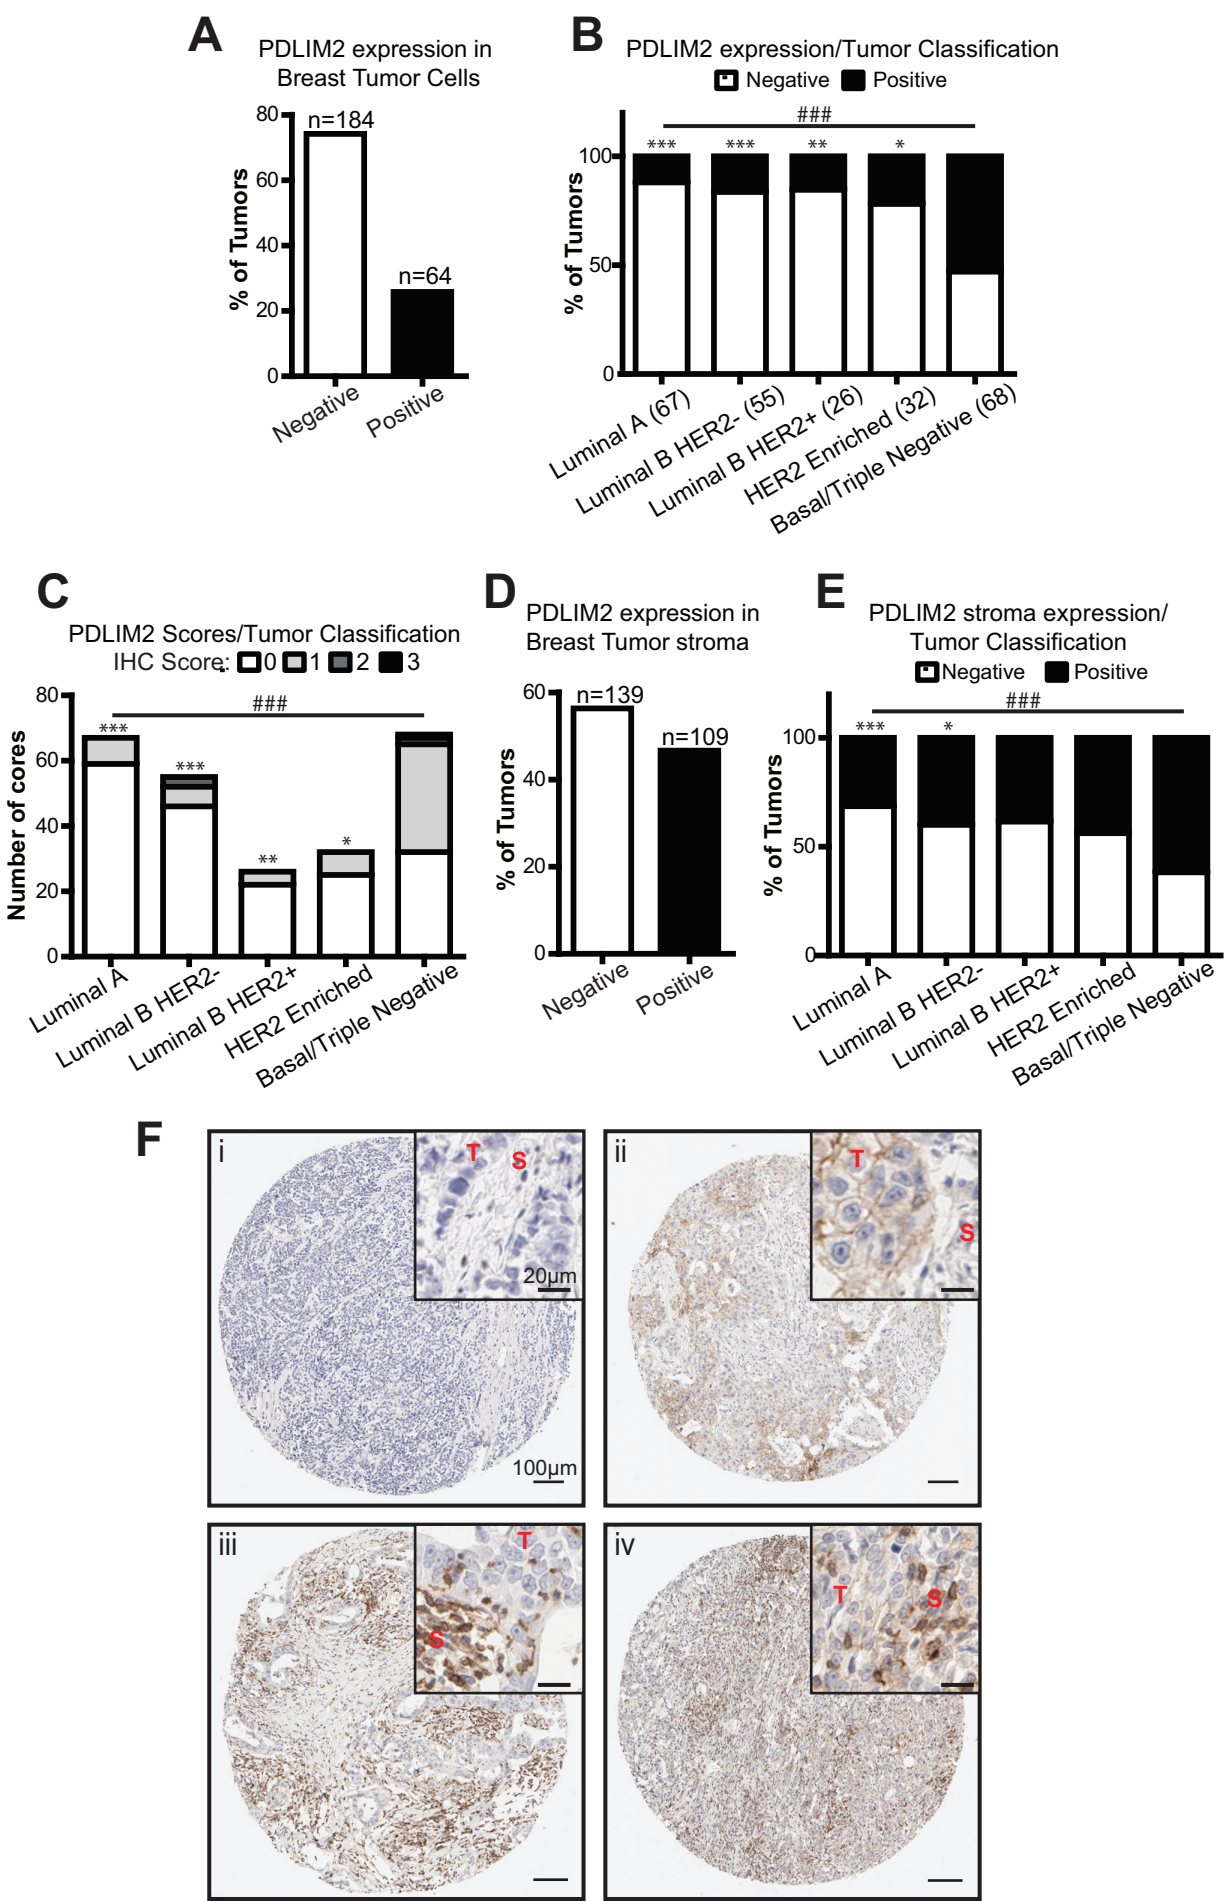 A
PDLIM2 expression in
Breast Tumor Cells
% of Tumors
80
60
40
20
0
n=184
n=64
Negative
Positive
B
PDLIM2 expression/Tumor Classification
Negative Positive
% of Tumors
100
50
0
###
*** *** ** *
Luminal A (67)
Luminal B HER2- (55)
Luminal B HER2+ (26)
HER2 Enriched (32)
Basal/Triple Negative (68)
C
PDLIM2 Scores/Tumor Classification
IHC Score: 0 1 2 3
Number of cores
80
60
40
20
0
###
*** *** ** *
Luminal A
Luminal B HER2-
Luminal B HER2+
HER2 Enriched
Basal/Triple Negative
D
PDLIM2 expression in
Breast Tumor stroma
% of Tumors
60
40
20
0
n=139
n=109
Negative
Positive
E
PDLIM2 stroma expression/
Tumor Classification
Negative Positive
% of Tumors
100
50
0
###
*** *
Luminal A
Luminal B HER2-
Luminal B HER2+
HER2 Enriched
Basal/Triple Negative
F
i
T
S
20µm
100µm
ii
T
S
iii
T
S
iv
T
S